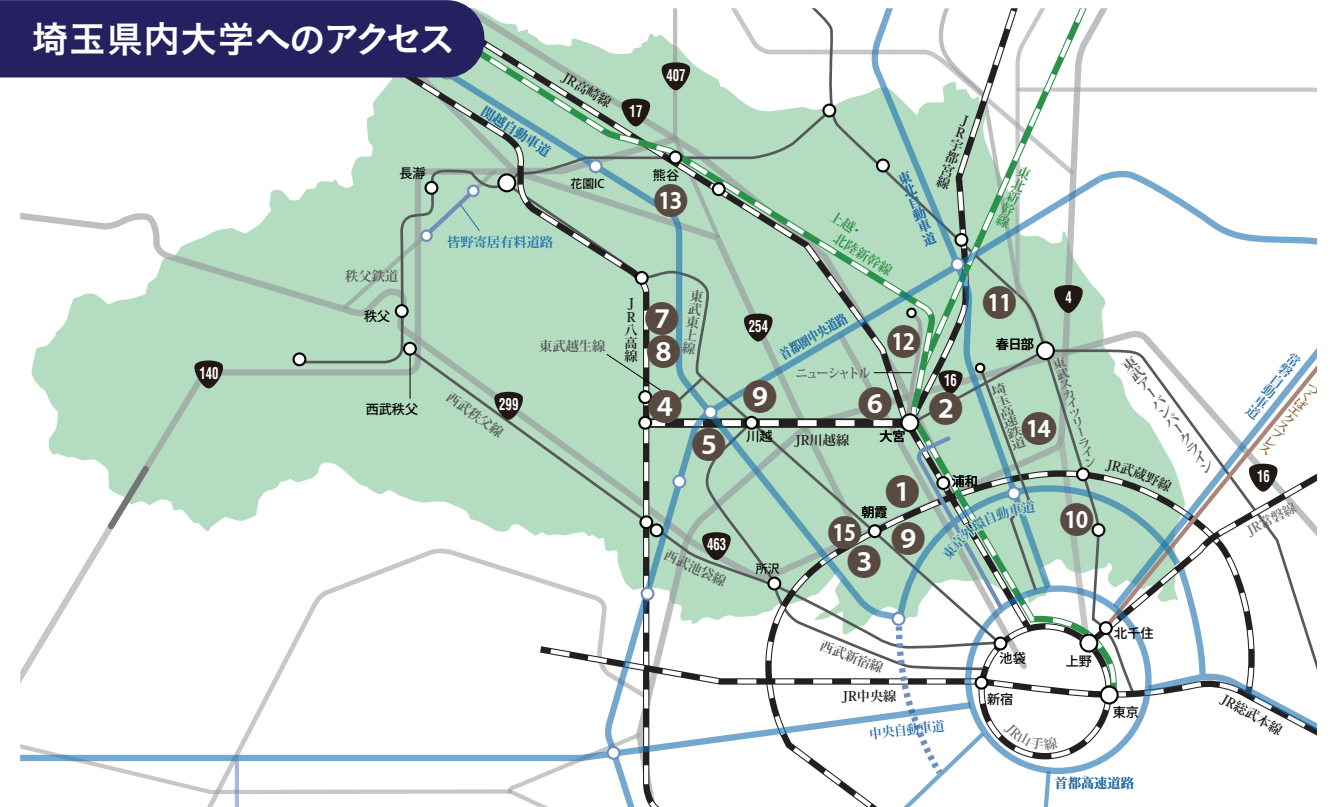 埼玉県内大学へのアクセス
407
JR高崎線
17
関越自動車道
JR宇都宮線
長瀞
花園IC
熊谷
13
東北自動車道
東北新幹線
上越・
北陸新幹線
皆野寄居有料道路
秩父鉄道
秩父
JR八高線
東武東上線
7
8
254
首都圏中央道路
11
4
12
春日部
東武越生線
ニューシャトル
140
西武秩父
299
西武秩父線
16
4
9
6
2
埼玉高速鉄道
14
東武スカイツリーライン
東武アーバンパークライン
常磐自動車道
つくばエクスプレス
5
川越
JR川越線
大宮
JR武蔵野線
16
1
浦和
朝霞
15
9
3
東京外環自動車道
10
JR常磐線
463
西武池袋線
所沢
西武新宿線
池袋
上野
北千住
新宿
東京
JR中央線
JR総武本線
中央自動車道
JR山手線
首都高速道路